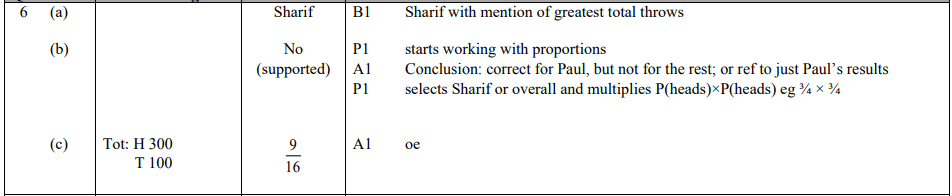 6 (a) Sharif B1 Sharif with mention of greatest total throws
(b) No P1 starts working with proportions
(supported) A1 Conclusion: correct for Paul, but not for the rest; or ref to just Paul's results
P1 selects Sharif or overall and multiplies P(heads)×P(heads) eg ¾ × ¾
(c) Tot: H 300 9/16 A1 oe
T 100